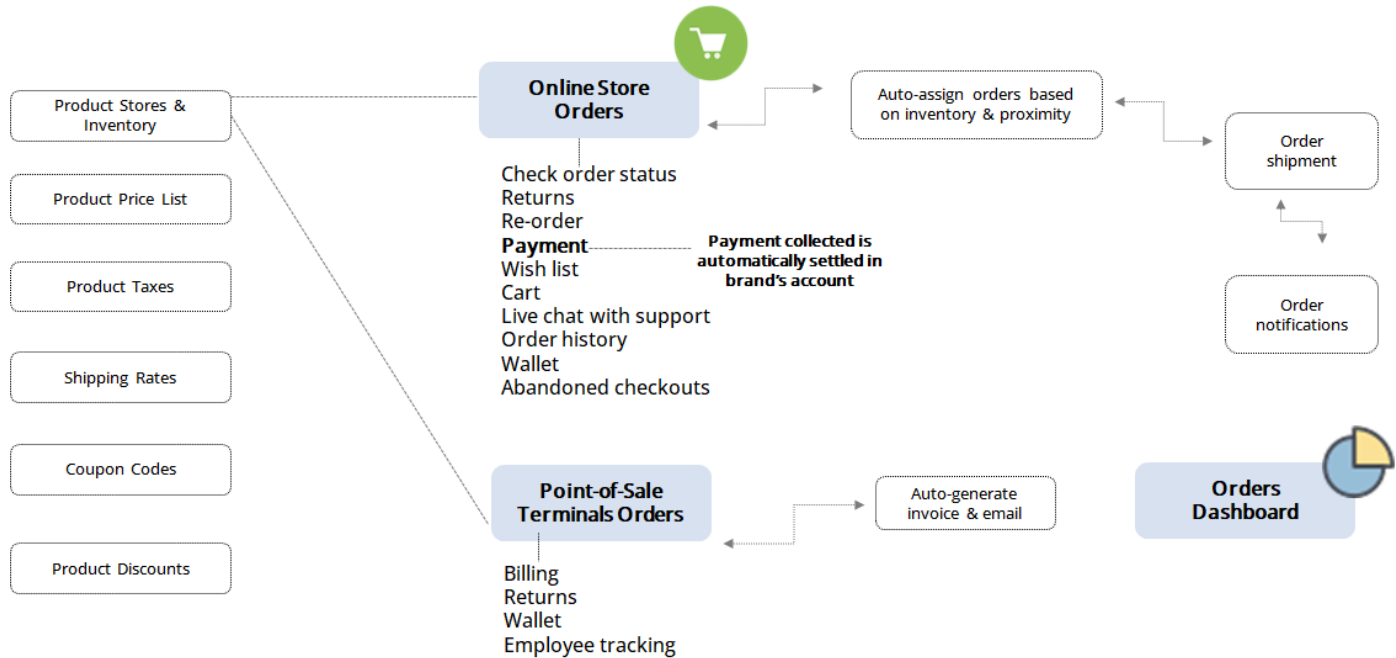 Product Stores &
Inventory
Product Price List
Product Taxes
Shipping Rates
Coupon Codes
Product Discounts
Online Store
Orders
Check order status
Returns
Re-order
Payment
Wish list
Cart
Live chat with support
Order history
Wallet
Abandoned checkouts
Payment collected is
automatically settled in
brand's account
Auto-assign orders based
on inventory & proximity
Order
shipment
Order
notifications
Point-of-Sale
Terminals Orders
Billing
Returns
Wallet
Employee tracking
Auto-generate
invoice & email
Orders
Dashboard